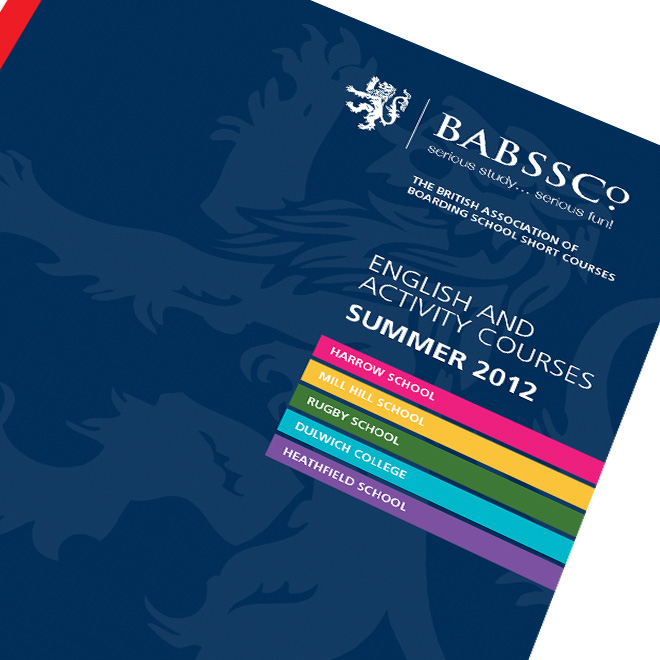 BABSSCo
serious study... serious fun!
THE BRITISH ASSOCIATION OF
BOARDING SCHOOL SHORT COURSES
ENGLISH AND
ACTIVITY COURSES
SUMMER 2012
HARROW SCHOOL
MILL HILL SCHOOL
RUGBY SCHOOL
DULWICH COLLEGE
HEATHFIELD SCHOOL